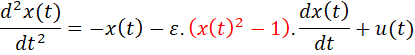 d²x(t)/dt² = −x(t) − ε.(x(t)² − 1).dx(t)/dt + u(t)